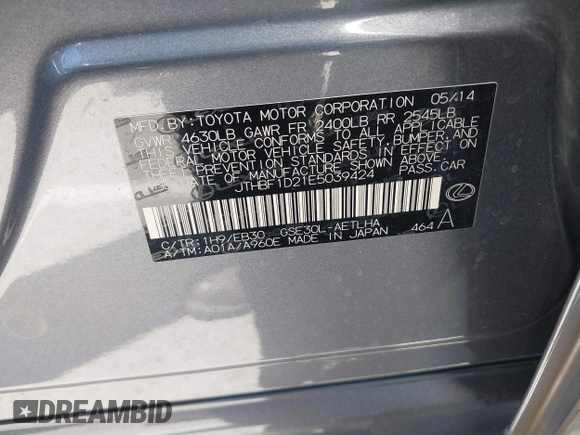 MFD.BY:TOYOTA MOTOR CORPORATION 05/14
GVWR 4630LB GAWR FR 2400LB RR 2545LB
THIS VEHICLE CONFORMS TO ALL APPLICABLE
FEDERAL MOTOR VEHICLE SAFETY, BUMPER, AND
THEFT PREVENTION STANDARDS IN EFFECT ON
THE DATE OF MANUFACTURE SHOWN ABOVE.
JTHBF1D21E5039424 PASS.CAR
C/TR:1H9/EB30 GSE30L-AETLHA
A/TM:A01A/A960E MADE IN JAPAN 464 A
DREAMBID